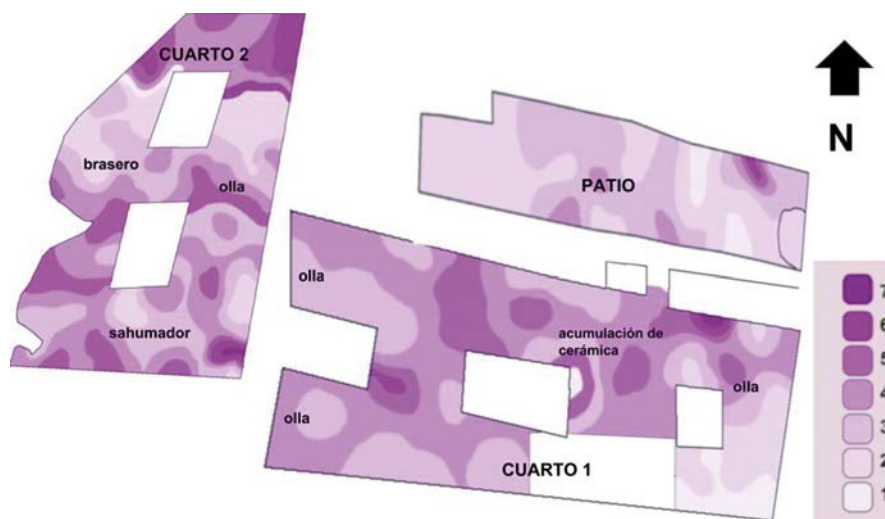 CUARTO 2
brasero
olla
sahumador
PATIO
N
olla
acumulación de
cerámica
olla
olla
CUARTO 1
7
6
5
4
3
2
1